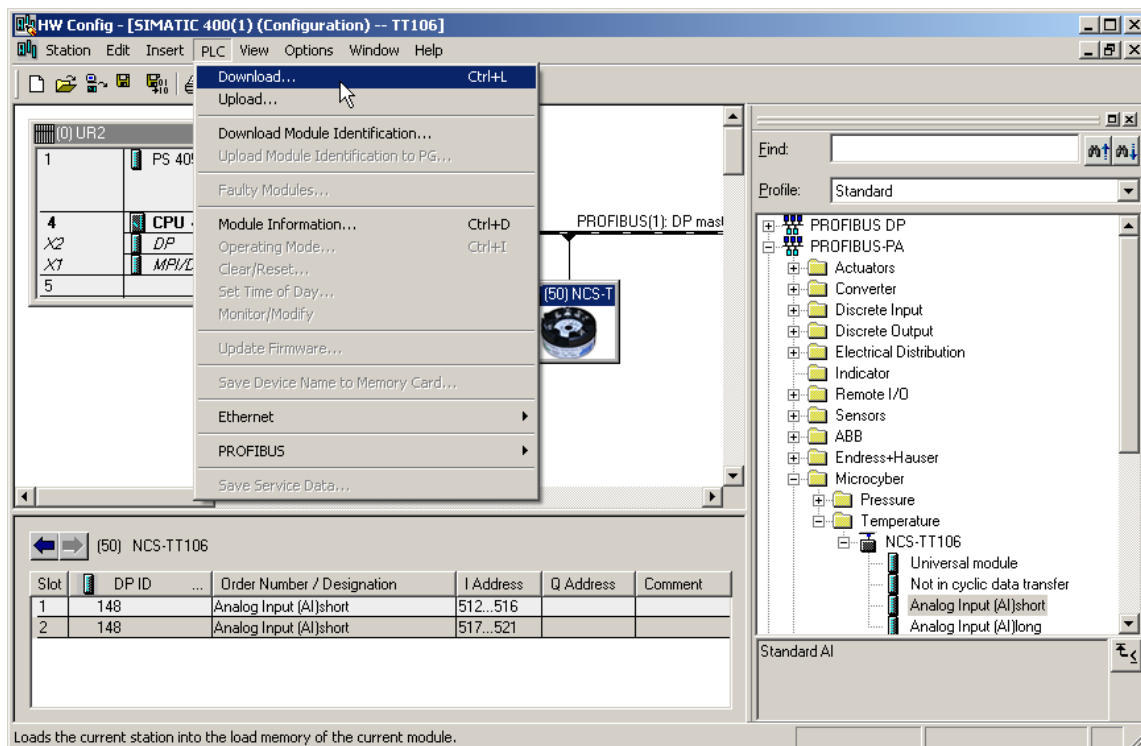 HW Config - [SIMATIC 400(1) (Configuration) -- TT106]
Station Edit Insert PLC View Options Window Help
Download... Ctrl+L
Upload...
Download Module Identification...
Upload Module Identification to PG...
Faulty Modules...
Module Information... Ctrl+D
Operating Mode... Ctrl+I
Clear/Reset...
Set Time of Day...
Monitor/Modify
Update Firmware...
Save Device Name to Memory Card...
Ethernet
PROFIBUS
Save Service Data...
(0) UR2
1 PS 40
4 CPU
X2 DP
X1 MPI/D
5
PROFIBUS(1): DP mast
(50) NCS-T
Find:
Profile: Standard
PROFIBUS DP
PROFIBUS-PA
Actuators
Converter
Discrete Input
Discrete Output
Electrical Distribution
Indicator
Remote I/O
Sensors
ABB
Endress+Hauser
Microcyber
Pressure
Temperature
NCS-TT106
Universal module
Not in cyclic data transfer
Analog Input (AI)short
Analog Input (AI)long
Standard AI
(50) NCS-TT106
Slot DP ID ... Order Number / Designation I Address Q Address Comment
1 148 Analog Input (AI)short 512...516
2 148 Analog Input (AI)short 517...521
Loads the current station into the load memory of the current module.